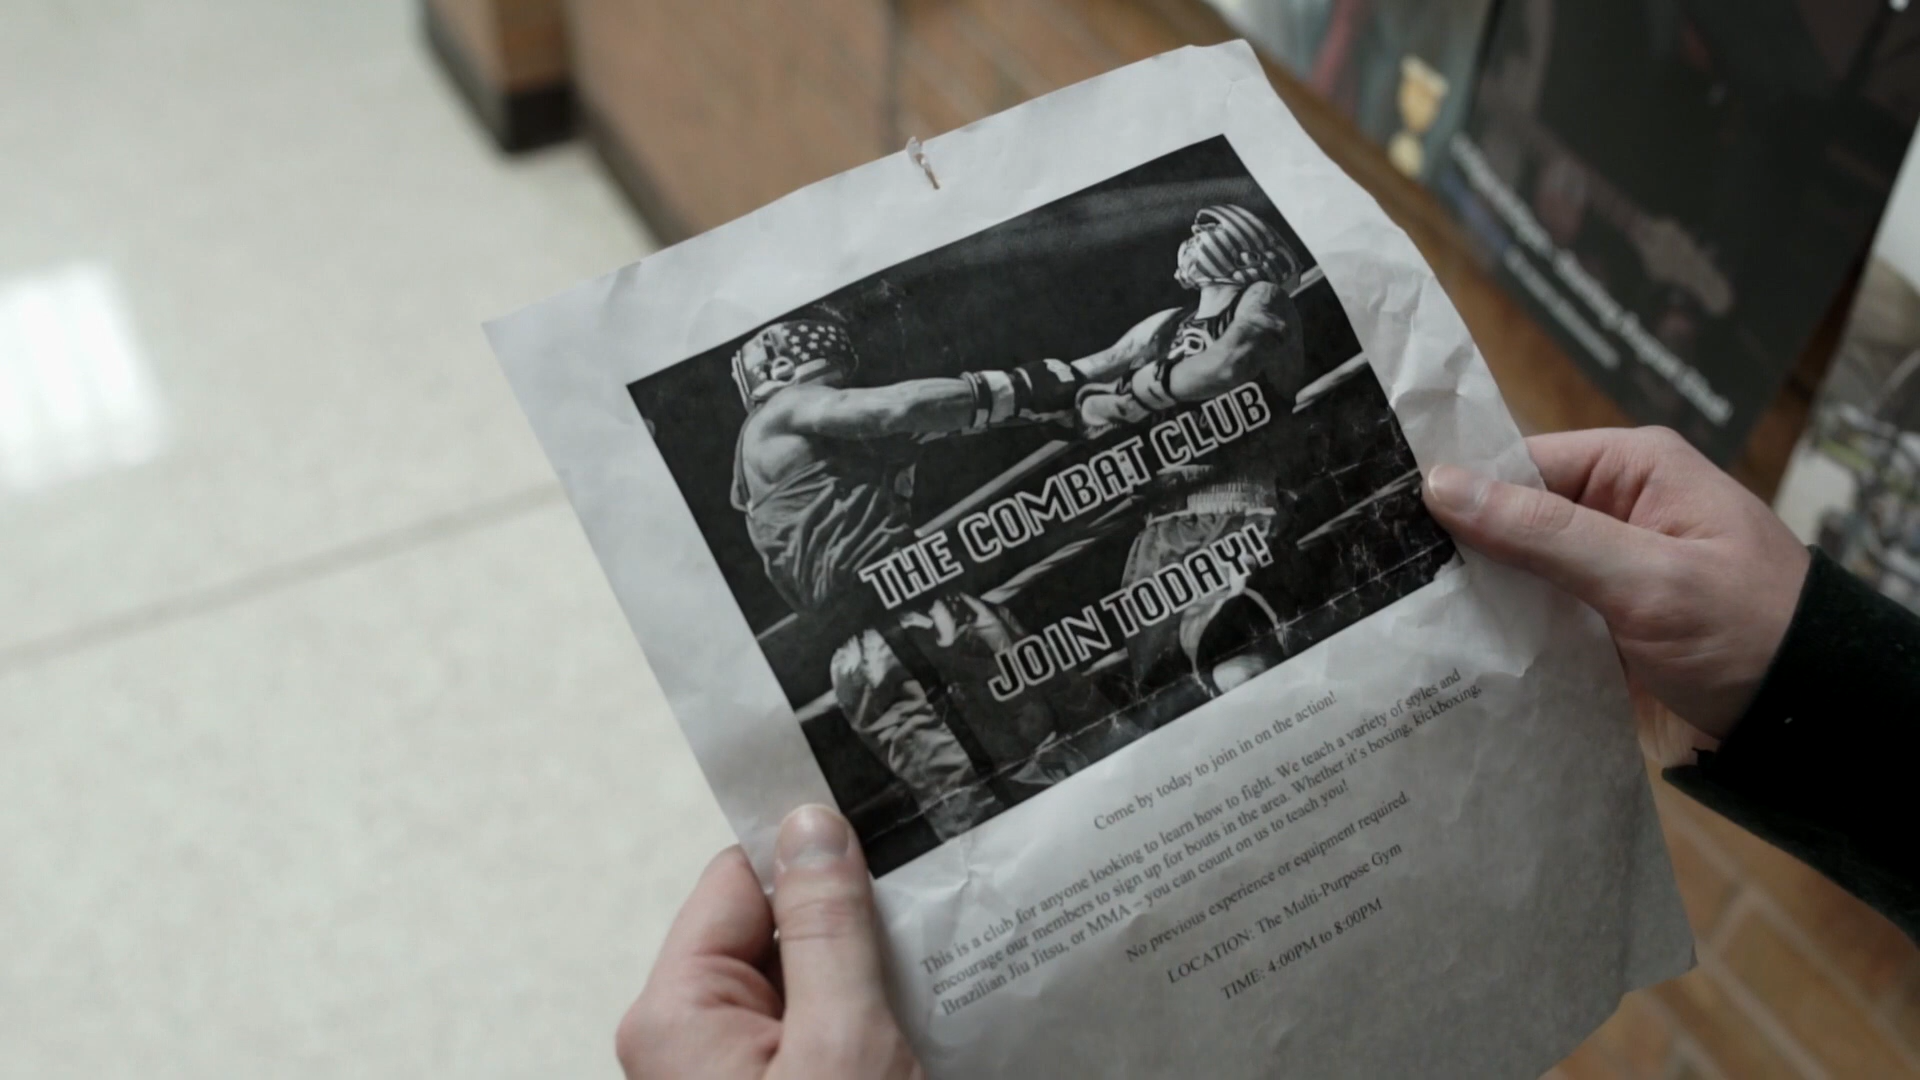 THE COMBAT CLUB
JOIN TODAY!
Come by today to join in on the action!
This is a club for anyone looking to learn how to fight. We teach a variety of styles and
encourage our members to sign up for bouts in the area. Whether it's boxing, kickboxing,
Brazilian Jiu Jitsu, or MMA – you can count on us to teach you!
No previous experience or equipment required.
LOCATION: The Multi-Purpose Gym
TIME: 4:00PM to 8:00PM